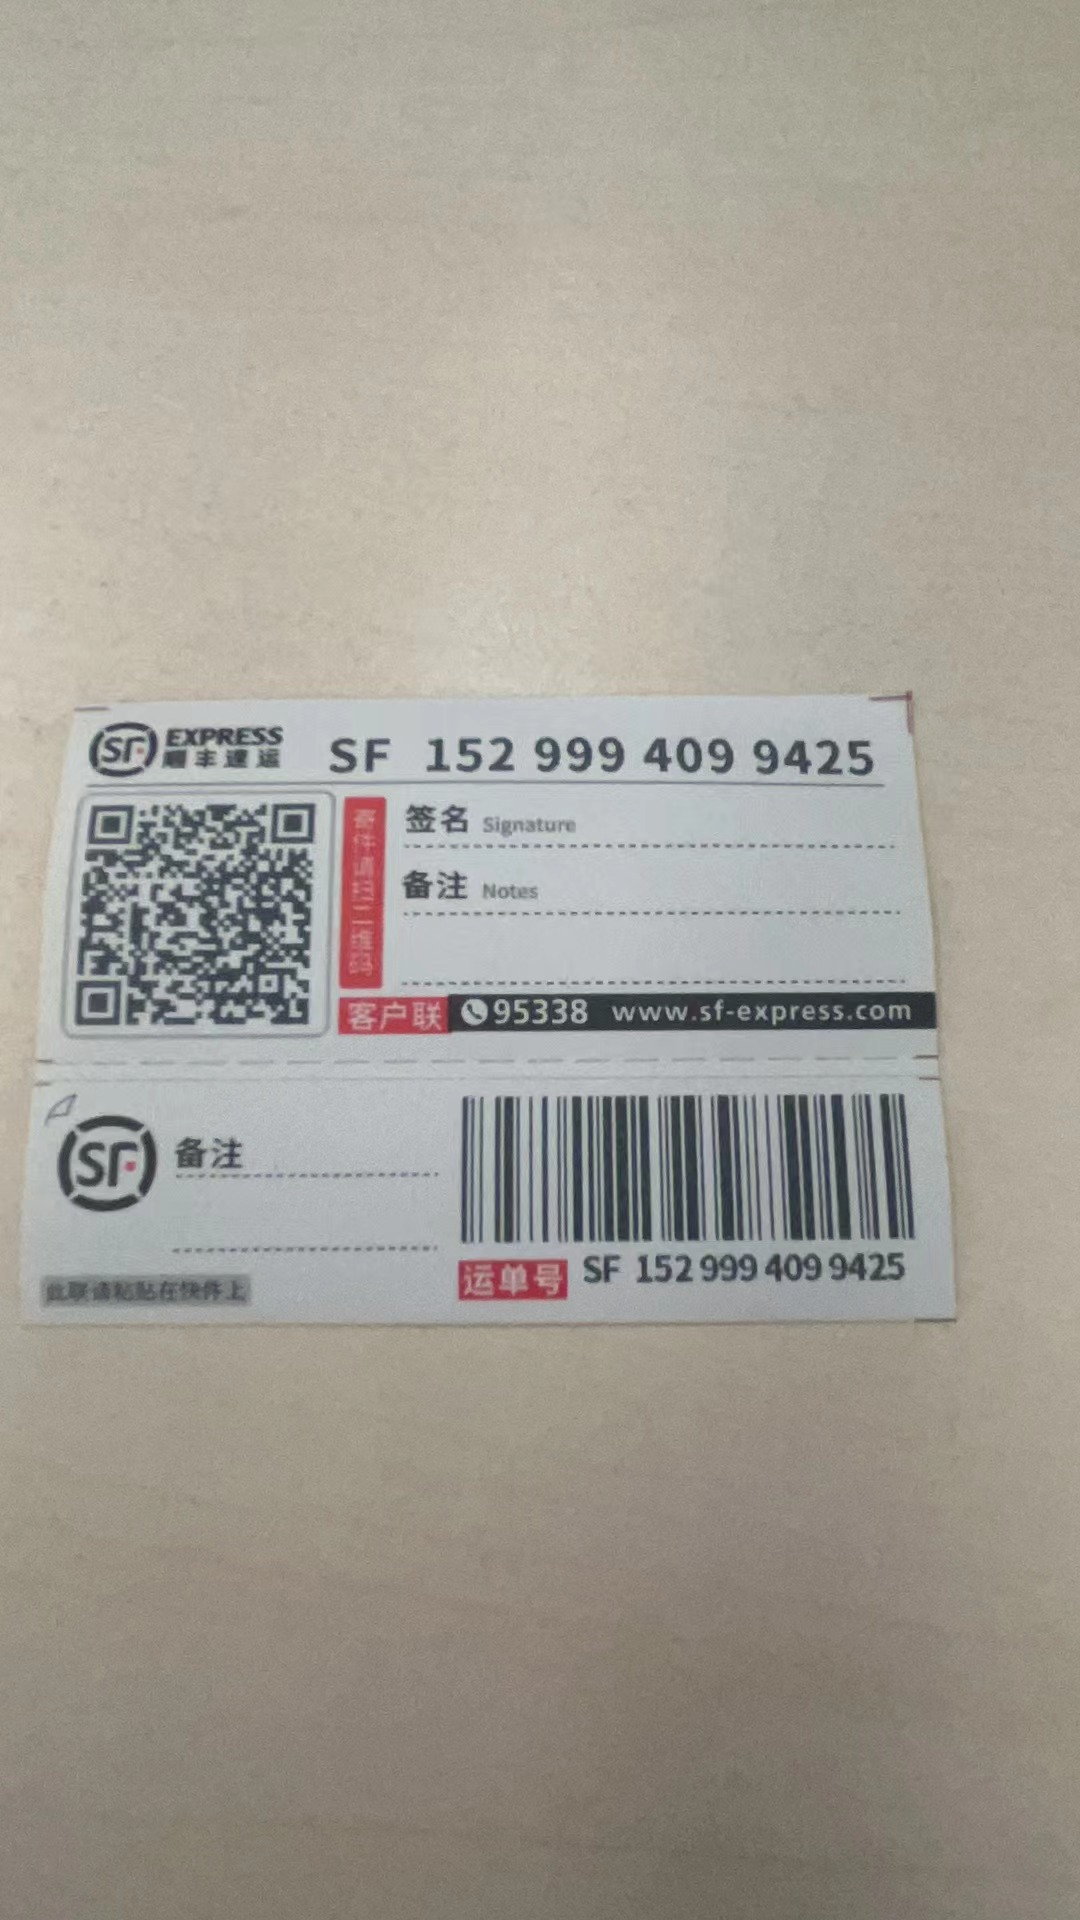 SF EXPRESS
顺丰速运
SF 152 999 409 9425
寄件请扫二维码
签名 Signature
备注 Notes
客户联 95338 www.sf-express.com
SF 备注
此联请粘贴在快件上
运单号 SF 152 999 409 9425